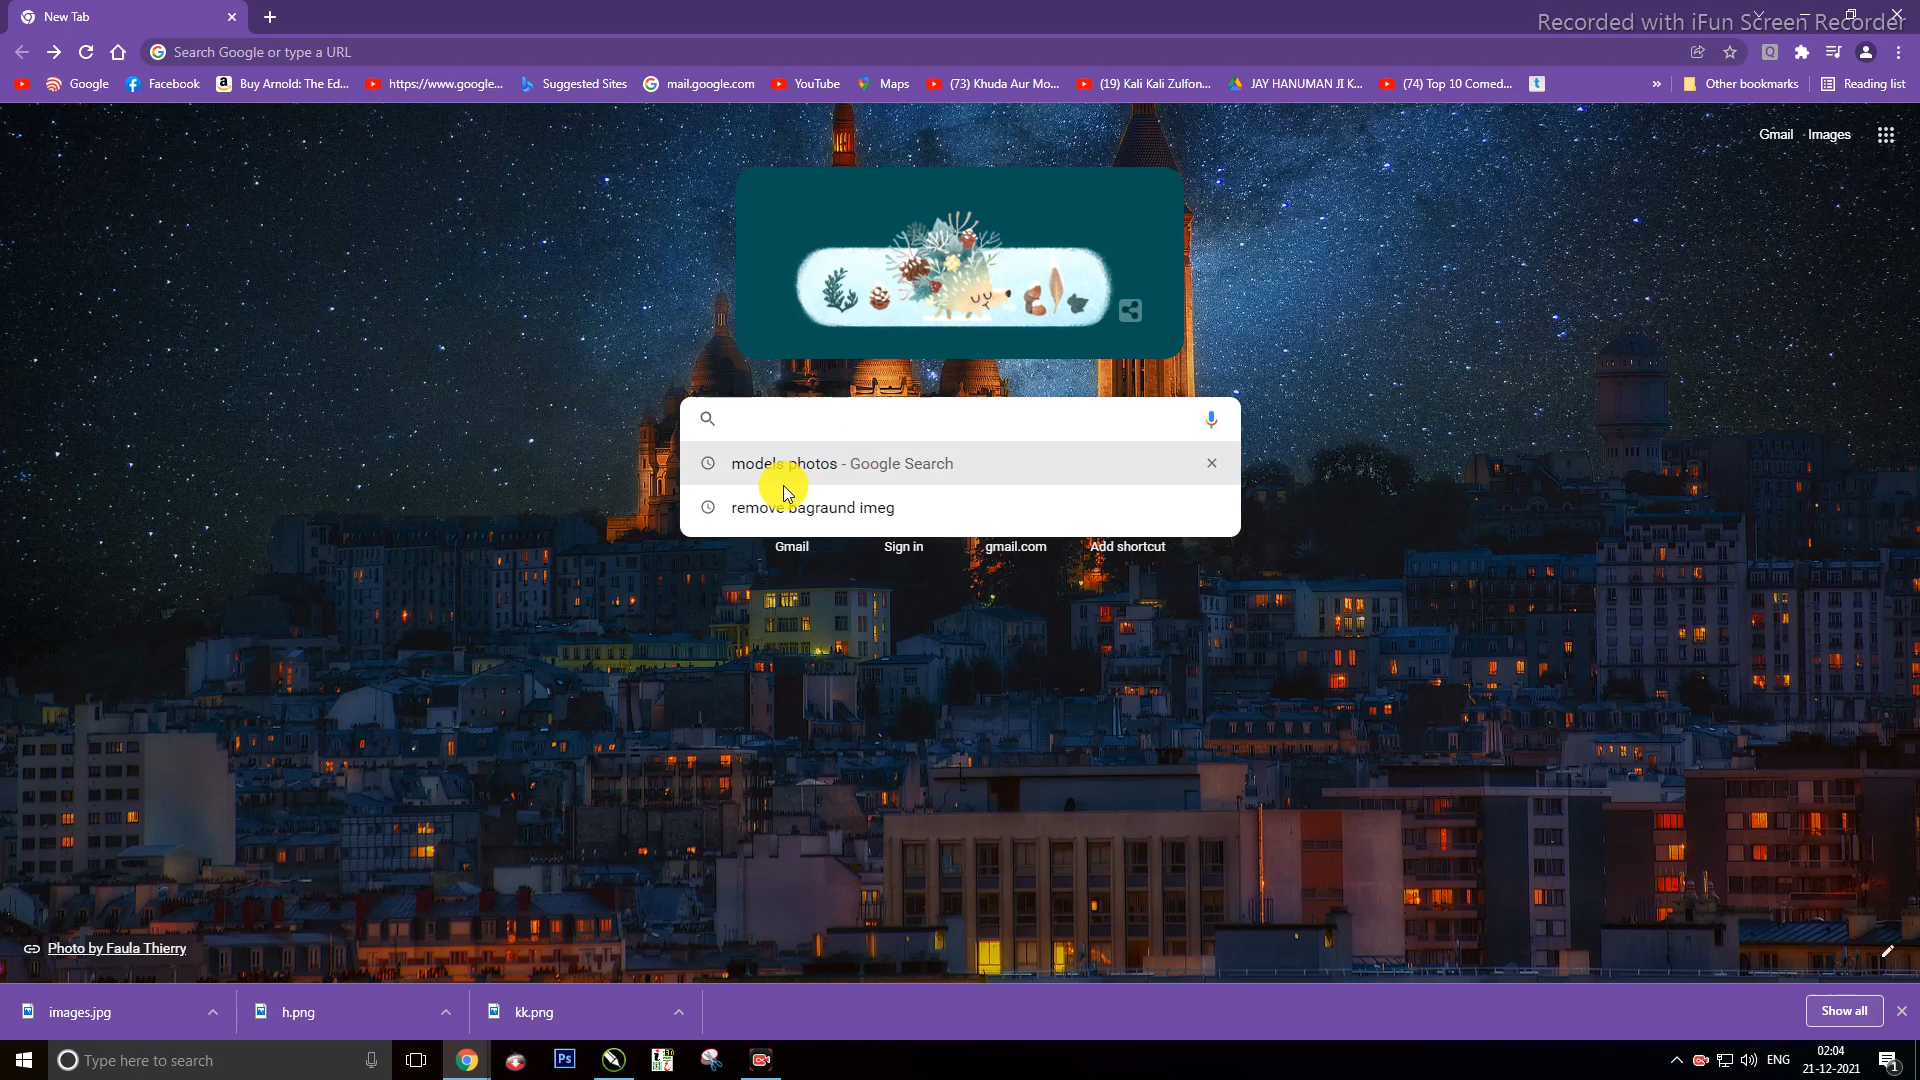 New Tab
Recorded with iFun Screen Recorder
Search Google or type a URL
Google
Facebook
Buy Arnold: The Ed...
https://www.google...
Suggested Sites
mail.google.com
YouTube
Maps
(73) Khuda Aur Mo...
(19) Kali Kali Zulfon...
JAY HANUMAN JI K...
(74) Top 10 Comed...
»
Other bookmarks
Reading list
Gmail
Images
models photos - Google Search
remove bagraund imeg
Gmail
Sign in
gmail.com
Add shortcut
Photo by Faula Thierry
images.jpg
h.png
kk.png
Show all
Type here to search
Ps
ENG
02:04
21-12-2021
1